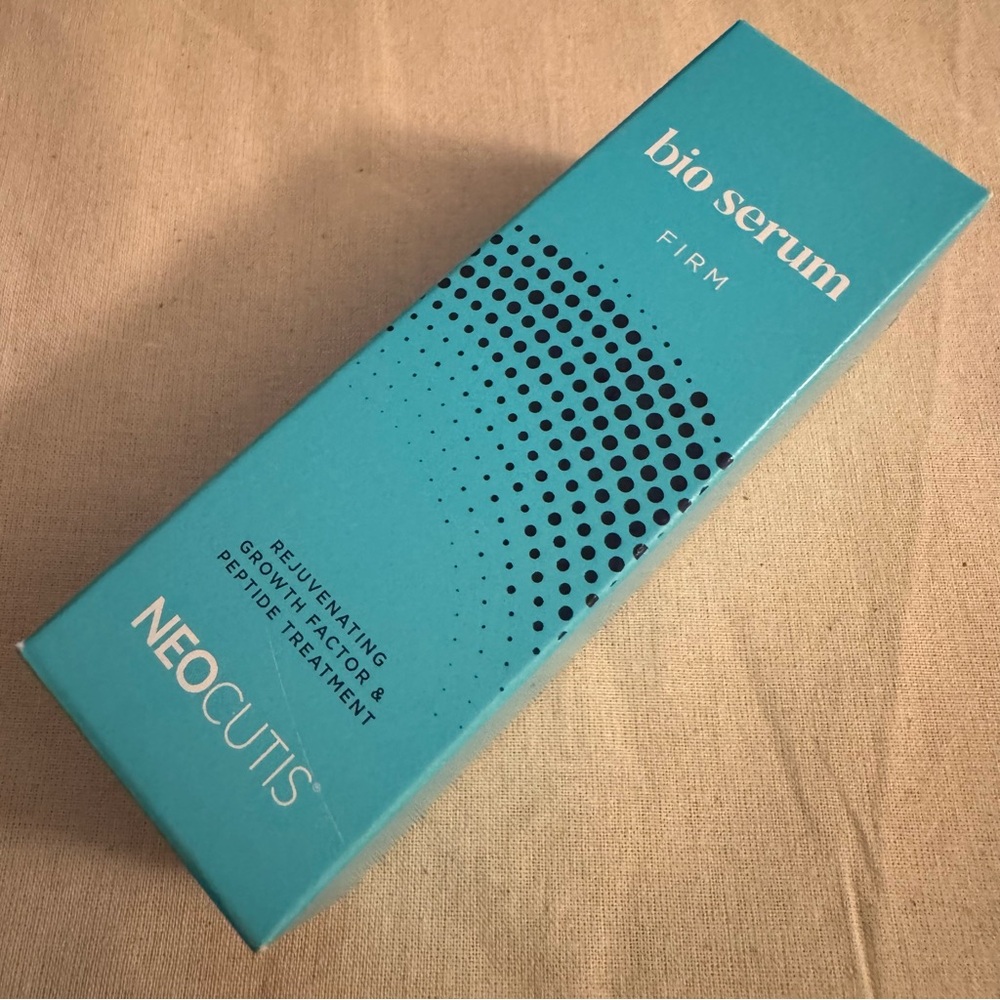 bio serum
FIRM
REJUVENATING
GROWTH FACTOR &
PEPTIDE TREATMENT
NEOCUTIS®